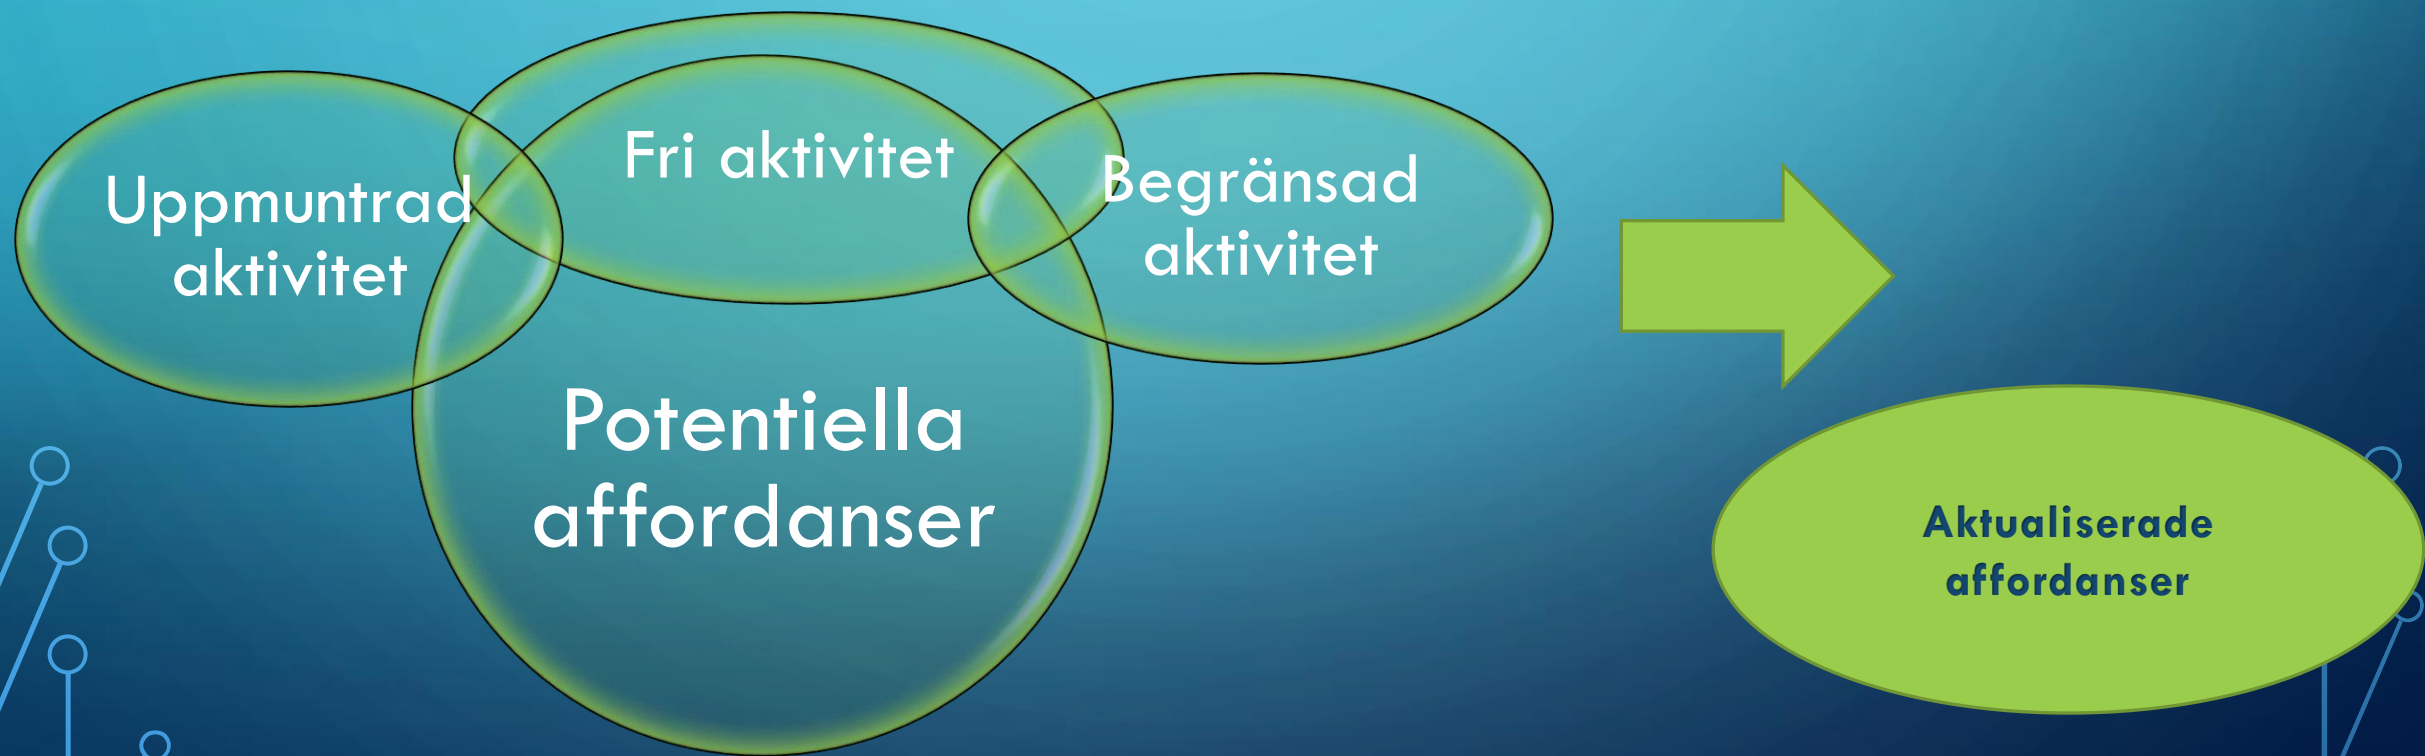 Uppmuntrad
aktivitet
Fri aktivitet
Begränsad
aktivitet
Potentiella
affordanser
Aktualiserade
affordanser